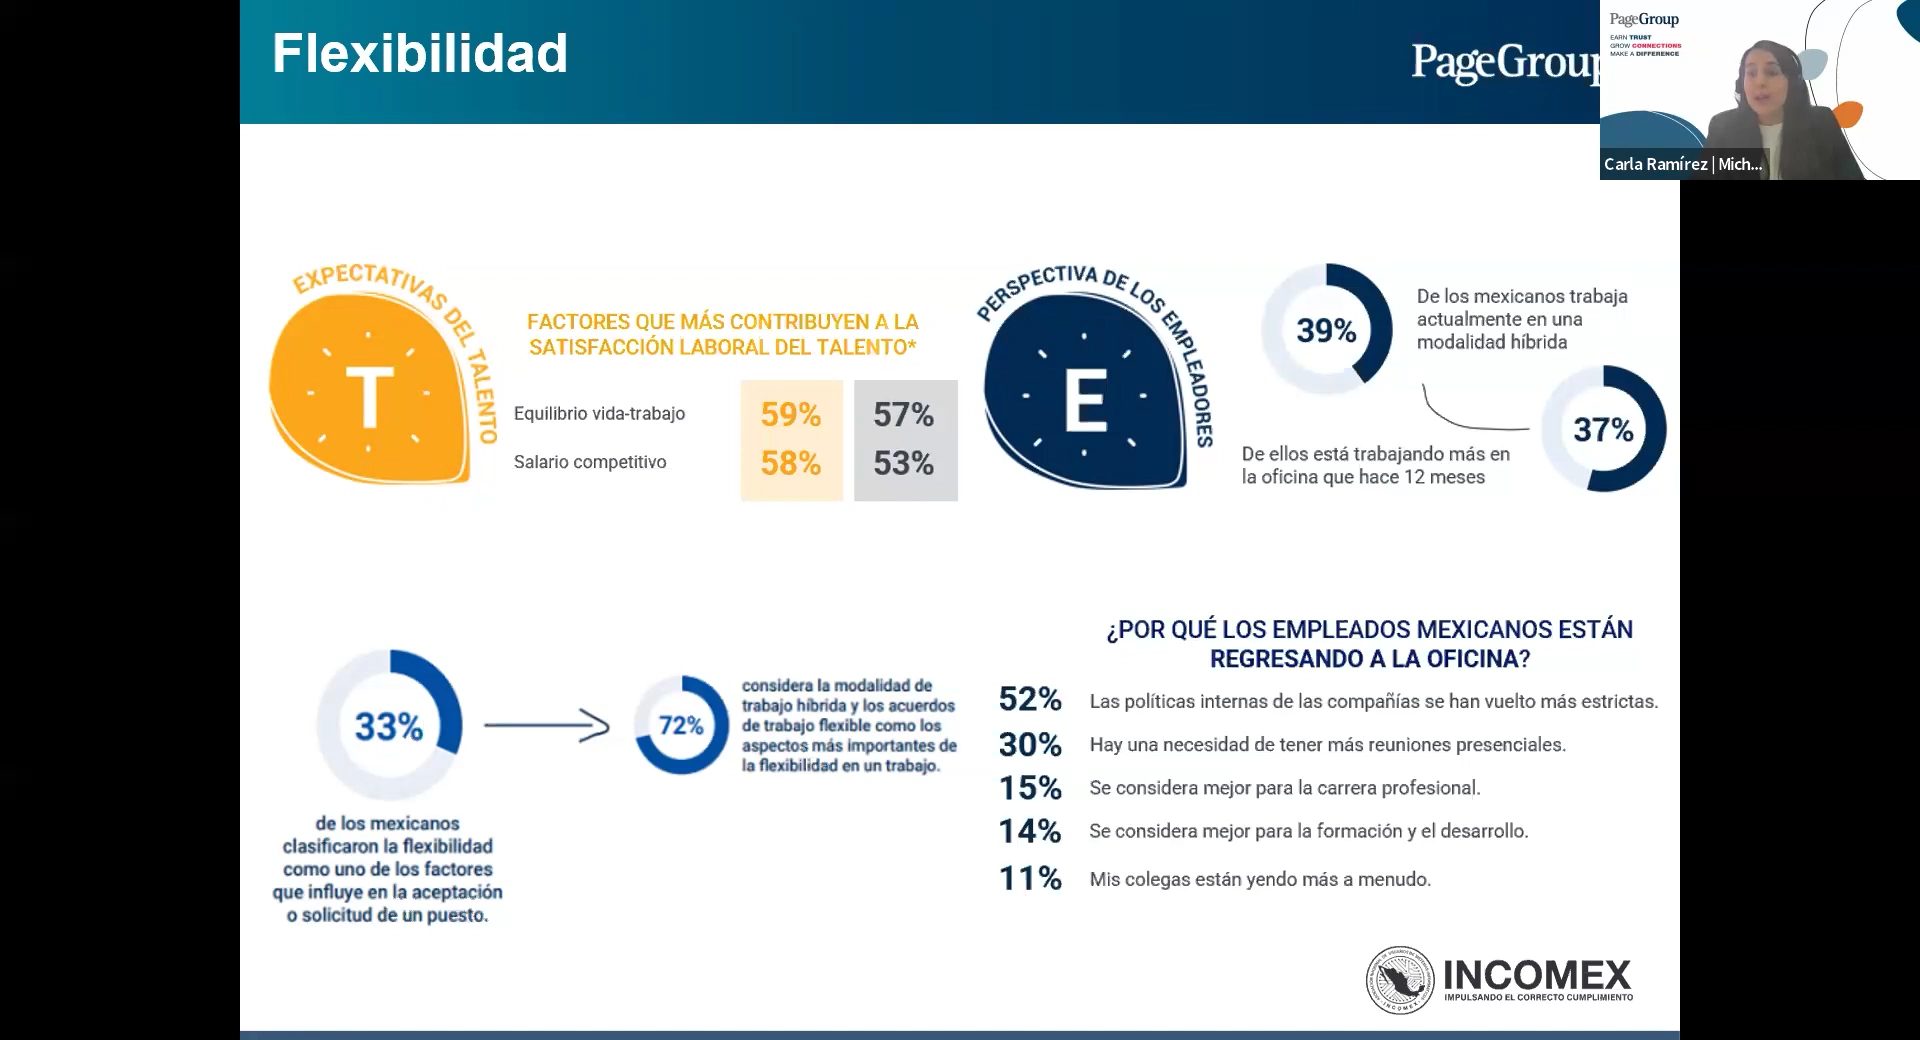 Flexibilidad
PageGroup
PageGroup
EARN TRUST
GROW CONNECTIONS
MAKE A DIFFERENCE
Carla Ramírez | Mich...
EXPECTATIVAS DEL TALENTO
T
FACTORES QUE MÁS CONTRIBUYEN A LA
SATISFACCIÓN LABORAL DEL TALENTO*
Equilibrio vida-trabajo 59% 57%
Salario competitivo 58% 53%
PERSPECTIVA DE LOS EMPLEADORES
E
39%
De los mexicanos trabaja
actualmente en una
modalidad híbrida
37%
De ellos está trabajando más en
la oficina que hace 12 meses
33%
de los mexicanos
clasificaron la flexibilidad
como uno de los factores
que influye en la aceptación
o solicitud de un puesto.
72%
considera la modalidad de
trabajo híbrida y los acuerdos
de trabajo flexible como los
aspectos más importantes de
la flexibilidad en un trabajo.
¿POR QUÉ LOS EMPLEADOS MEXICANOS ESTÁN
REGRESANDO A LA OFICINA?
52% Las políticas internas de las compañías se han vuelto más estrictas.
30% Hay una necesidad de tener más reuniones presenciales.
15% Se considera mejor para la carrera profesional.
14% Se considera mejor para la formación y el desarrollo.
11% Mis colegas están yendo más a menudo.
INCOMEX
IMPULSANDO EL CORRECTO CUMPLIMIENTO